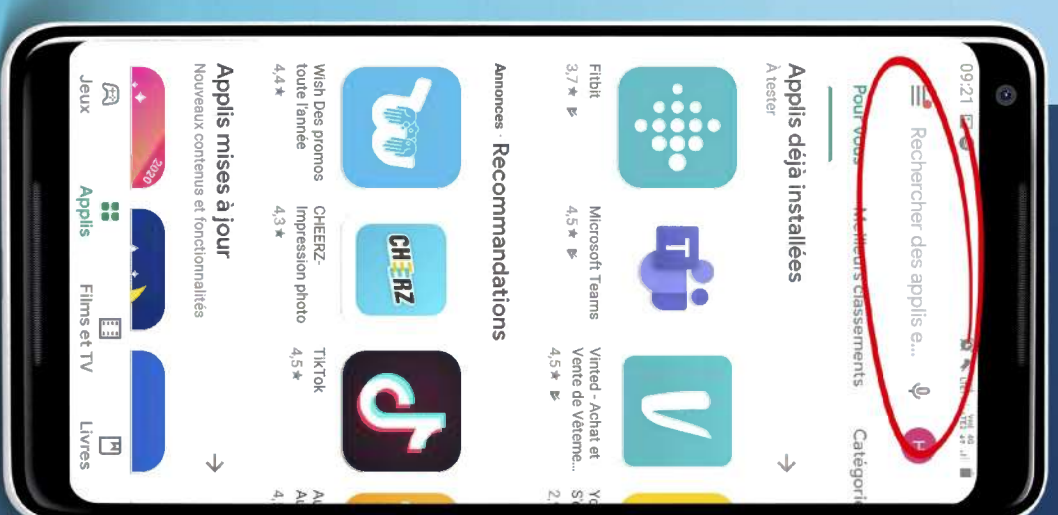 09:21
Rechercher des applis e...
H
Pour vous Meilleurs classements Catégori
Applis déjà installées
À tester
T
Fitbit
3,7★
Microsoft Teams
4,5★
Vinted - Achat et
Vente de Vêteme...
4,5★
Annonces · Recommandations
CHEERZ
Wish Des promos
toute l'année
4,4★
CHEERZ-
Impression photo
4,3★
TikTok
4,5★
Applis mises à jour
Nouveaux contenus et fonctionnalités
2020
Jeux Applis Films et TV Livres